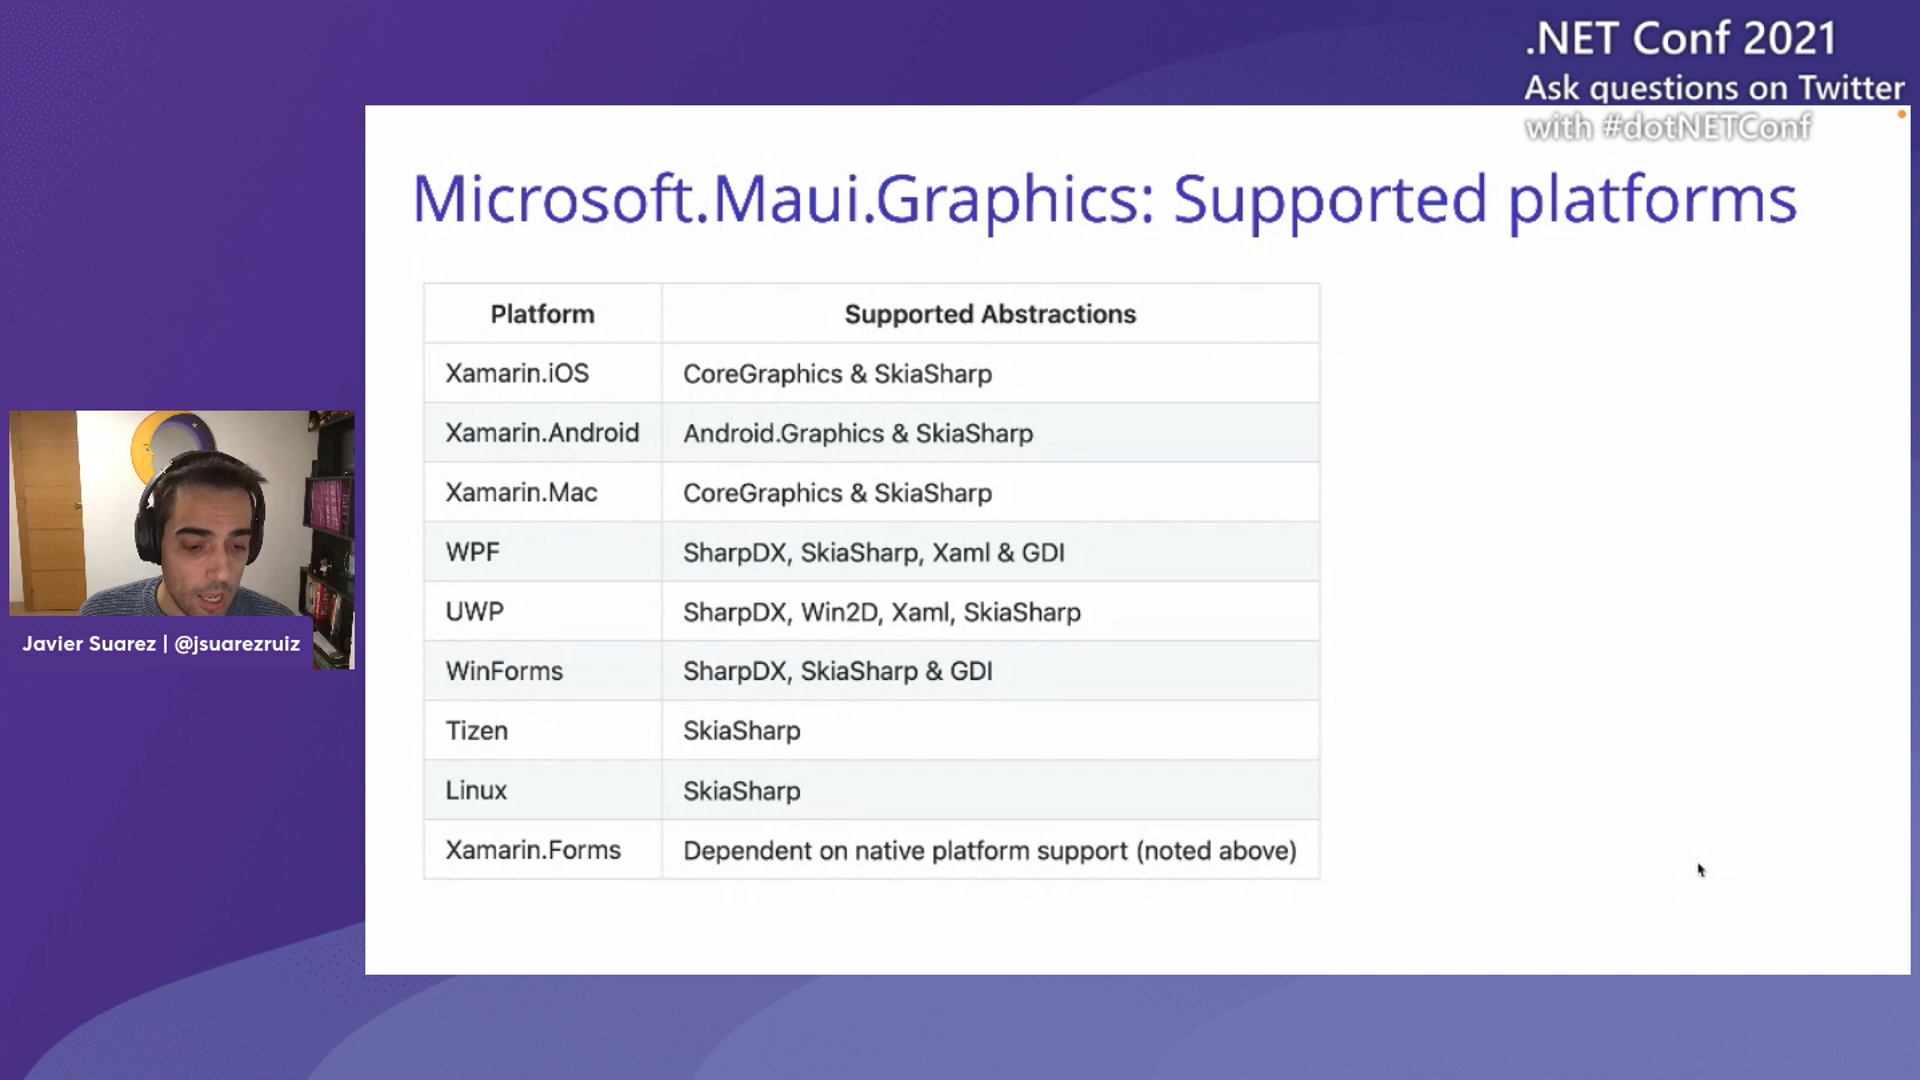 .NET Conf 2021
Ask questions on Twitter
with #dotNETConf
Microsoft.Maui.Graphics: Supported platforms
Platform Supported Abstractions
Xamarin.iOS CoreGraphics & SkiaSharp
Xamarin.Android Android.Graphics & SkiaSharp
Xamarin.Mac CoreGraphics & SkiaSharp
WPF SharpDX, SkiaSharp, Xaml & GDI
UWP SharpDX, Win2D, Xaml, SkiaSharp
WinForms SharpDX, SkiaSharp & GDI
Tizen SkiaSharp
Linux SkiaSharp
Xamarin.Forms Dependent on native platform support (noted above)
Javier Suarez | @jsuarezruiz